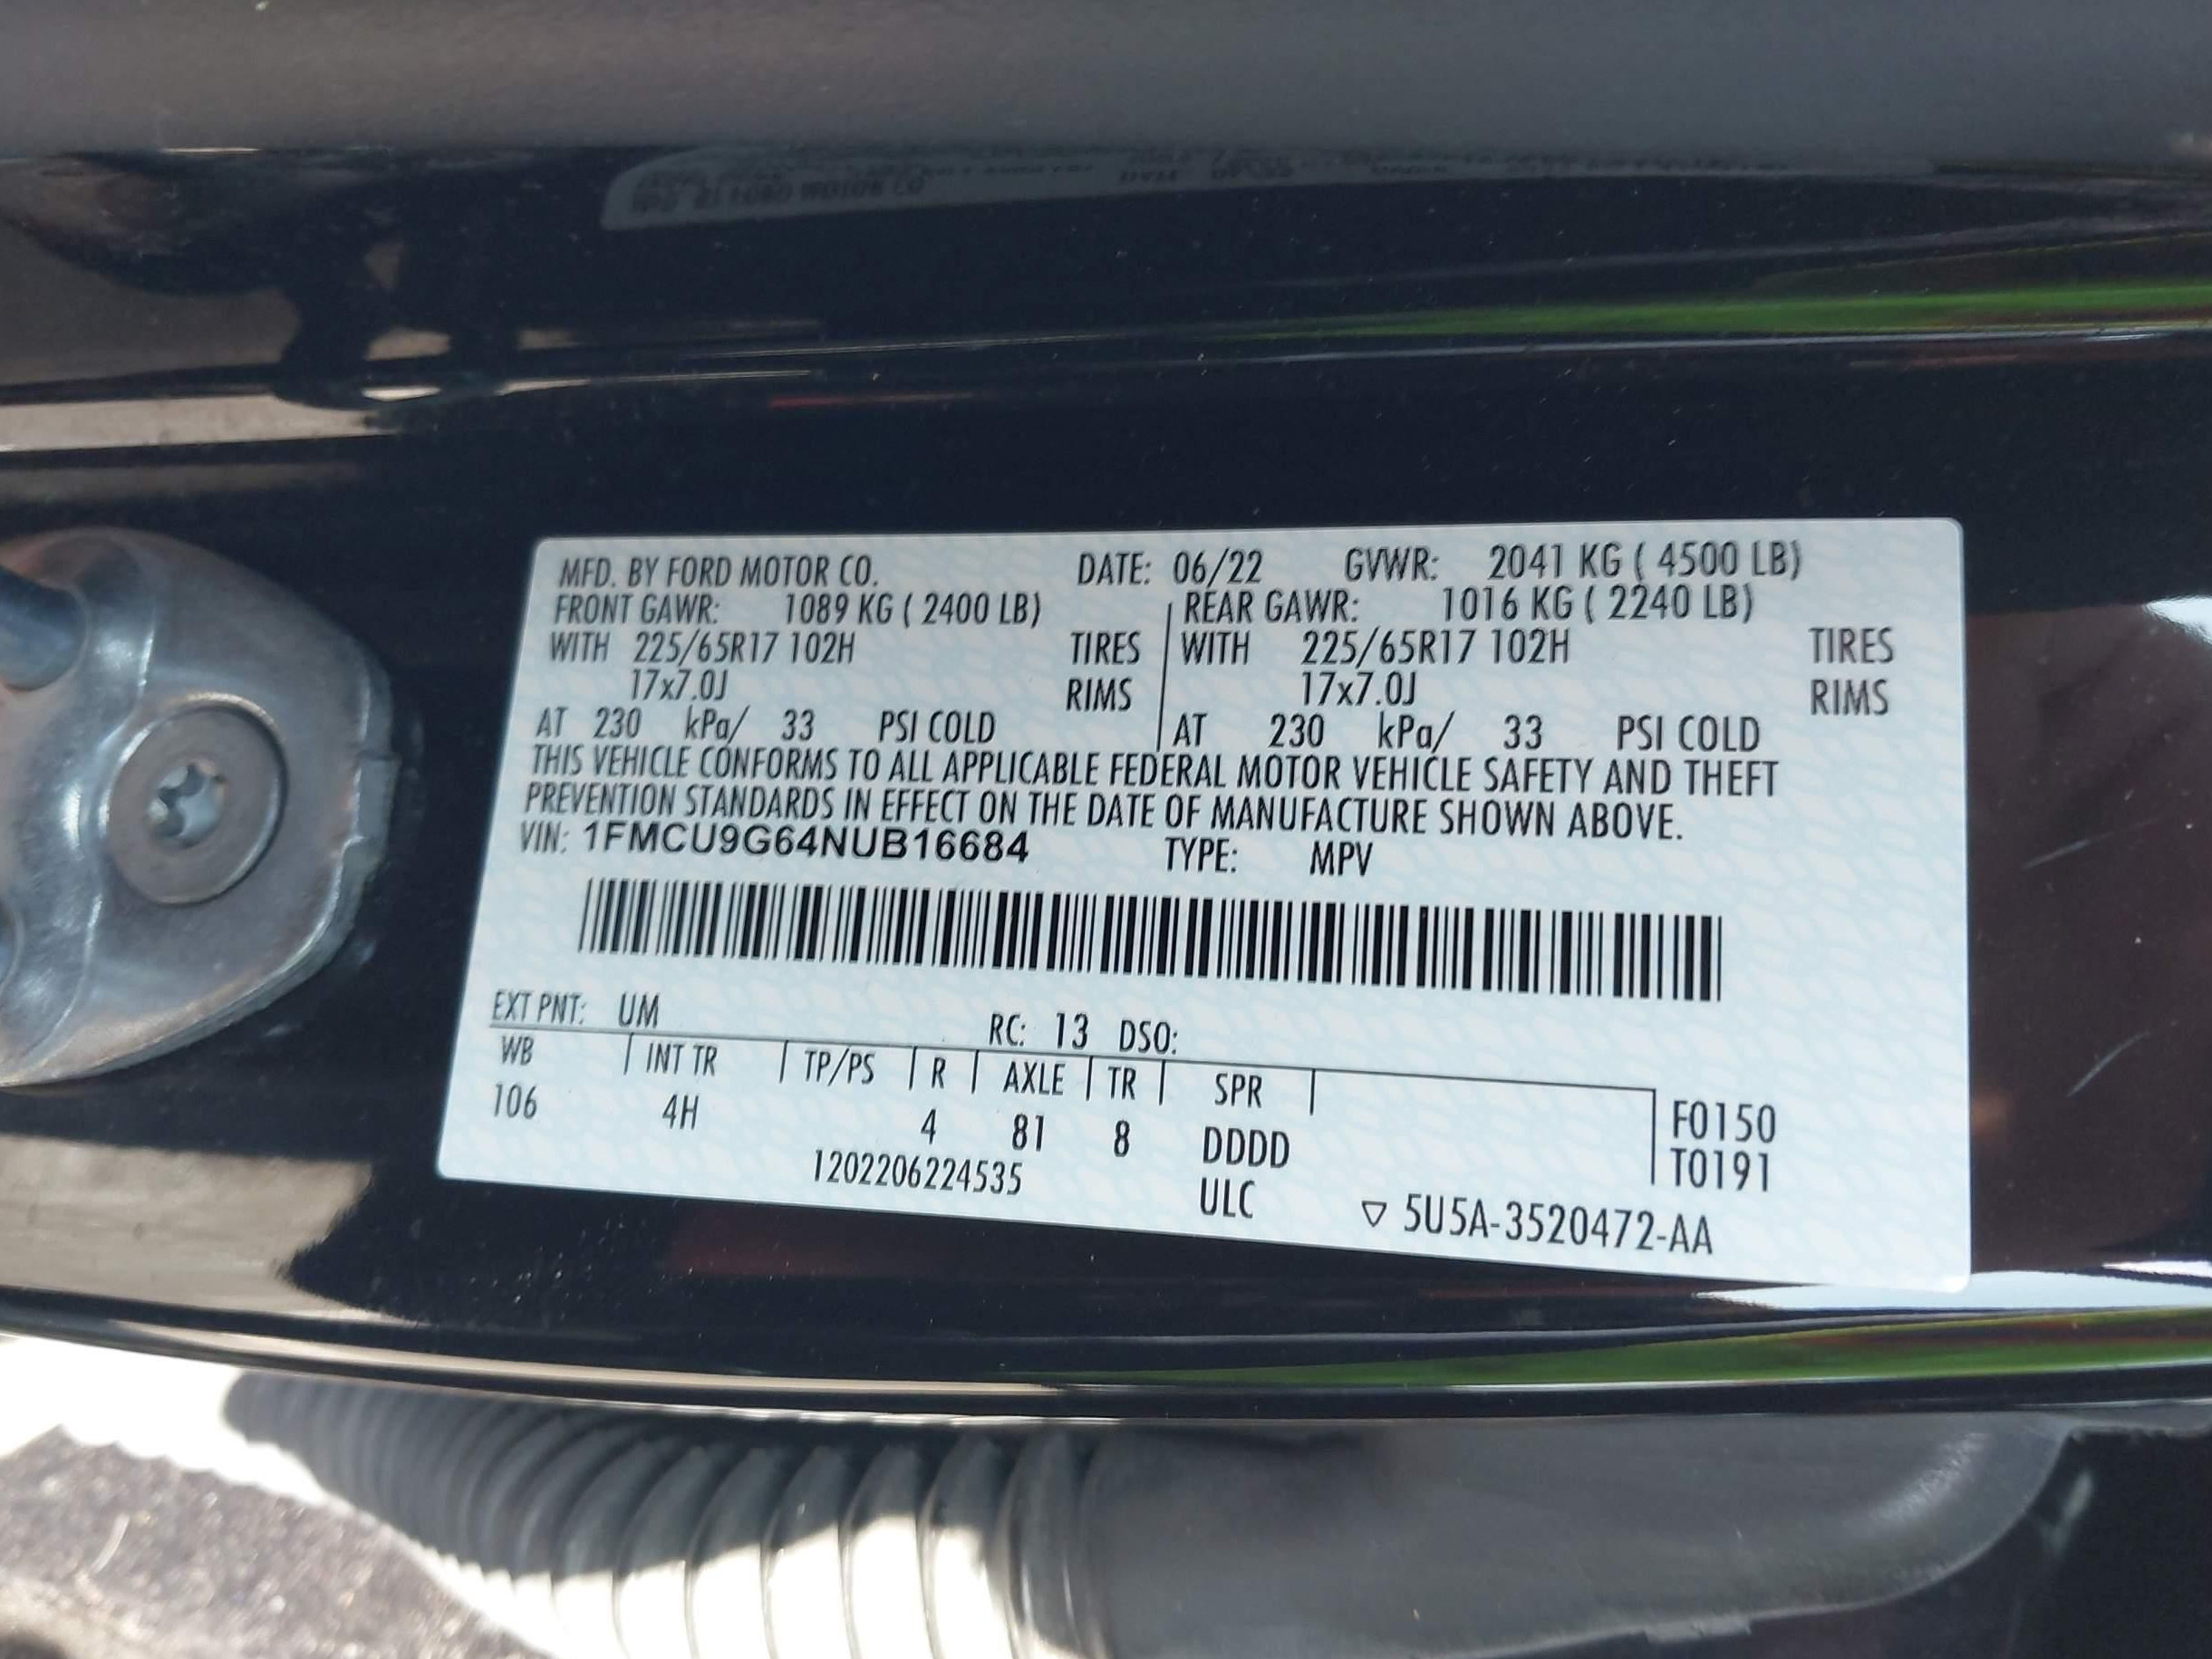 MFD. BY FORD MOTOR CO. DATE: 06/22 GVWR: 2041 KG ( 4500 LB)
FRONT GAWR: 1089 KG ( 2400 LB) REAR GAWR: 1016 KG ( 2240 LB)
WITH 225/65R17 102H TIRES WITH 225/65R17 102H TIRES
17x7.0J RIMS 17x7.0J RIMS
AT 230 kPa/ 33 PSI COLD AT 230 kPa/ 33 PSI COLD
THIS VEHICLE CONFORMS TO ALL APPLICABLE FEDERAL MOTOR VEHICLE SAFETY AND THEFT
PREVENTION STANDARDS IN EFFECT ON THE DATE OF MANUFACTURE SHOWN ABOVE.
VIN: 1FMCU9G64NUB16684 TYPE: MPV
EXT PNT: UM RC: 13 DSO:
WB INT TR TP/PS R AXLE TR SPR
106 4H 4 81 8 DDDD F0150
1202206224535 ULC T0191
▽ 5U5A-3520472-AA